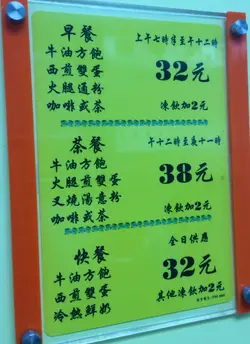 早餐
上午七時半至午十二時
牛油方飽
西煎雙蛋
火腿通粉
咖啡或茶
32元
凍飲加2元
茶餐
午十二時至夜十一時
牛油方飽
火腿煎雙蛋
叉燒湯意粉
咖啡或茶
38元
凍飲加2元
快餐
全日供應
牛油方飽
西煎雙蛋
冷熱鮮奶
32元
其他凍飲加2元